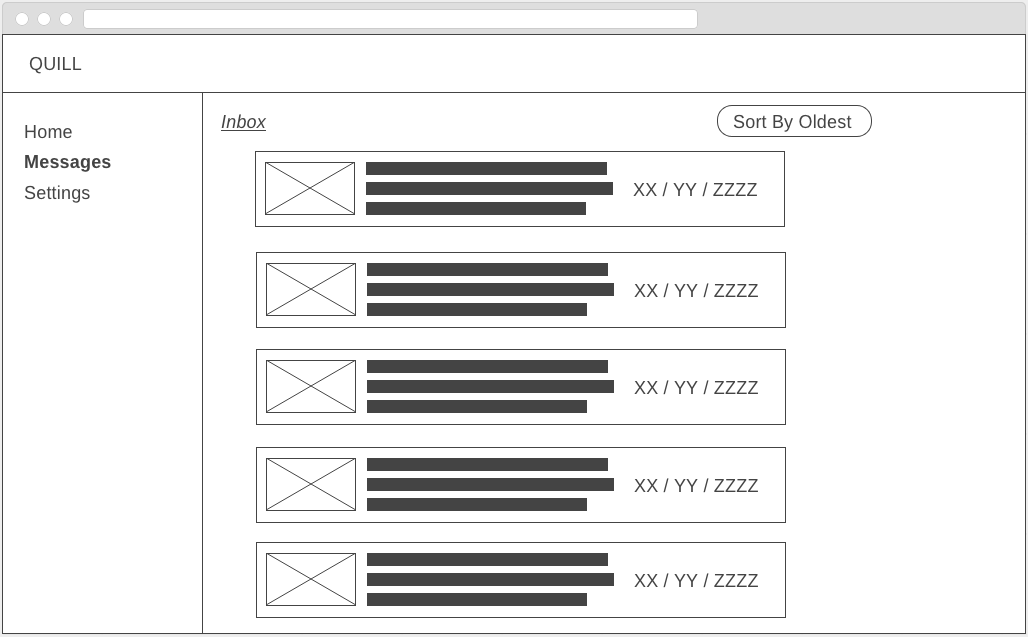 QUILL
Home
Messages
Settings
Inbox
Sort By Oldest
XX / YY / ZZZZ
XX / YY / ZZZZ
XX / YY / ZZZZ
XX / YY / ZZZZ
XX / YY / ZZZZ